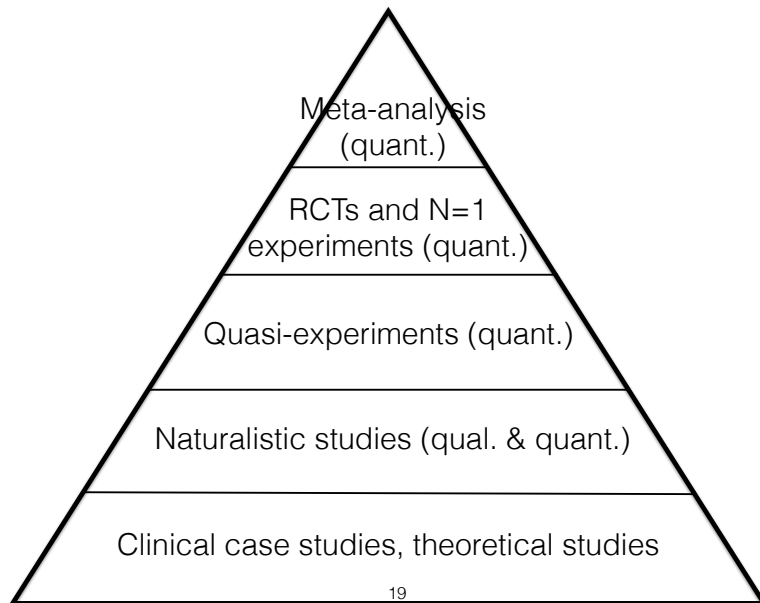 Meta-analysis
(quant.)
RCTs and N=1
experiments (quant.)
Quasi-experiments (quant.)
Naturalistic studies (qual. & quant.)
Clinical case studies, theoretical studies
19